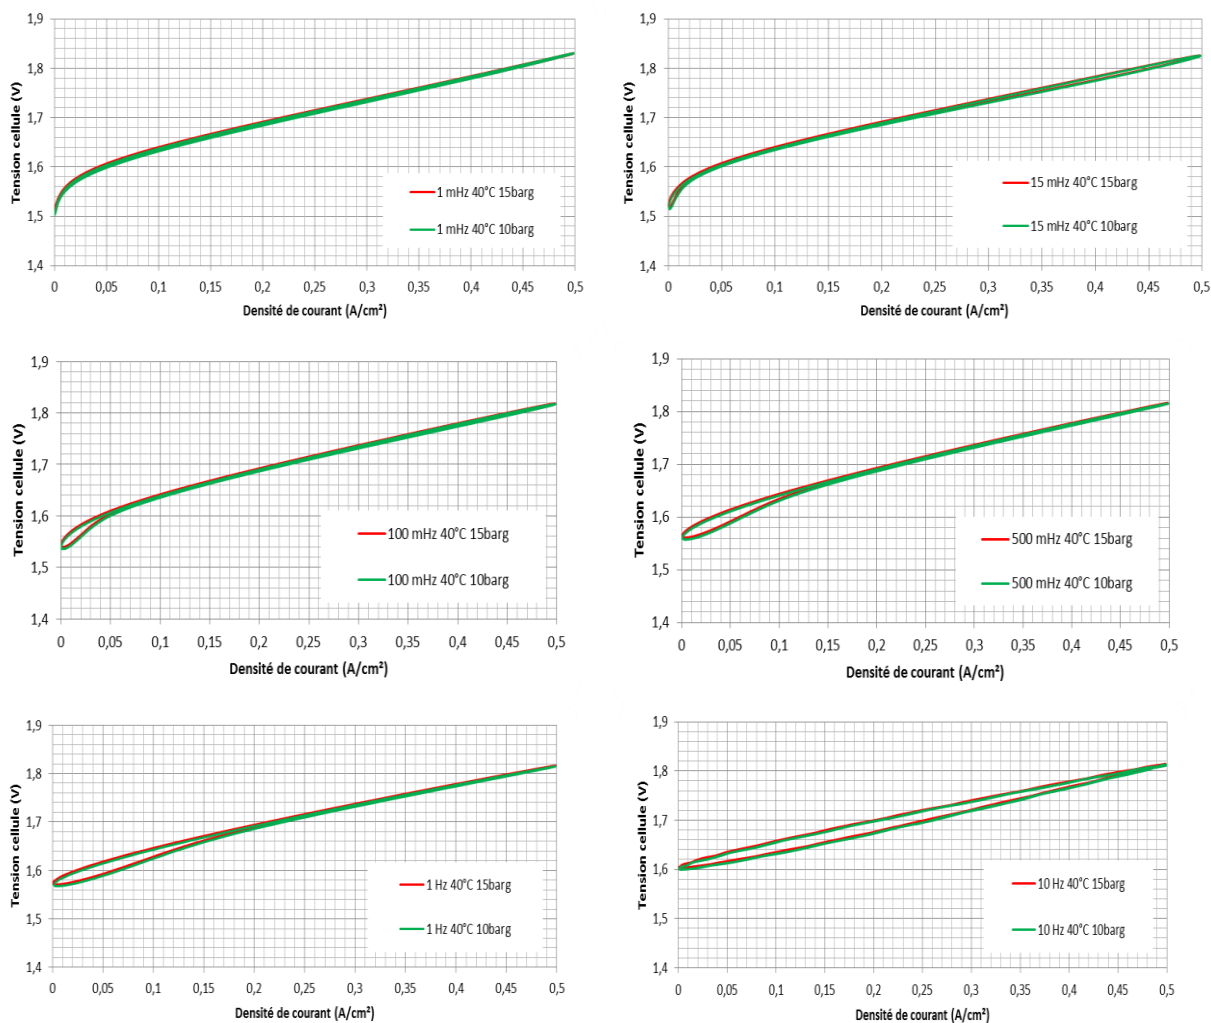 1,9
1,8
1,7
1,6
1,5
1,4
Tension cellule (V)
1 mHz 40°C 15barg
1 mHz 40°C 10barg
0 0,05 0,1 0,15 0,2 0,25 0,3 0,35 0,4 0,45 0,5
Densité de courant (A/cm²)
1,9
1,8
1,7
1,6
1,5
1,4
Tension cellule (V)
15 mHz 40°C 15barg
15 mHz 40°C 10barg
0 0,05 0,1 0,15 0,2 0,25 0,3 0,35 0,4 0,45 0,5
Densité de courant (A/cm²)
1,9
1,8
1,7
1,6
1,5
1,4
Tension cellule (V)
100 mHz 40°C 15barg
100 mHz 40°C 10barg
0 0,05 0,1 0,15 0,2 0,25 0,3 0,35 0,4 0,45 0,5
Densité de courant (A/cm²)
1,9
1,8
1,7
1,6
1,5
1,4
Tension cellule (V)
500 mHz 40°C 15barg
500 mHz 40°C 10barg
0 0,05 0,1 0,15 0,2 0,25 0,3 0,35 0,4 0,45 0,5
Densité de courant (A/cm²)
1,9
1,8
1,7
1,6
1,5
1,4
Tension cellule (V)
1 Hz 40°C 15barg
1 Hz 40°C 10barg
0 0,05 0,1 0,15 0,2 0,25 0,3 0,35 0,4 0,45 0,5
Densité de courant (A/cm²)
1,9
1,8
1,7
1,6
1,5
1,4
Tension cellule (V)
10 Hz 40°C 15barg
10 Hz 40°C 10barg
0 0,05 0,1 0,15 0,2 0,25 0,3 0,35 0,4 0,45 0,5
Densité de courant (A/cm²)